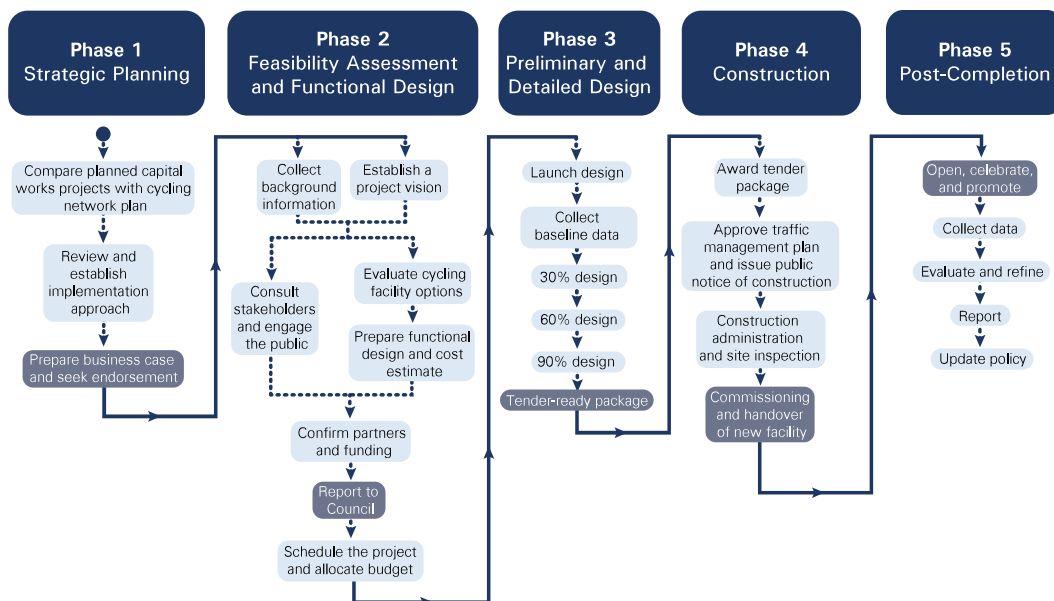 Phase 1
Strategic Planning
Compare planned capital
works projects with cycling
network plan
Review and
establish
implementation
approach
Prepare business case
and seek endorsement
Phase 2
Feasibility Assessment
and Functional Design
Collect
background
information
Establish a
project vision
Consult
stakeholders
and engage
the public
Evaluate cycling
facility options
Prepare functional
design and cost
estimate
Confirm partners
and funding
Report to
Council
Schedule the project
and allocate budget
Phase 3
Preliminary and
Detailed Design
Launch design
Collect
baseline data
30% design
60% design
90% design
Tender-ready package
Phase 4
Construction
Award tender
package
Approve traffic
management plan
and issue public
notice of construction
Construction
administration
and site inspection
Commissioning
and handover
of new facility
Phase 5
Post-Completion
Open, celebrate,
and promote
Collect data
Evaluate and refine
Report
Update policy